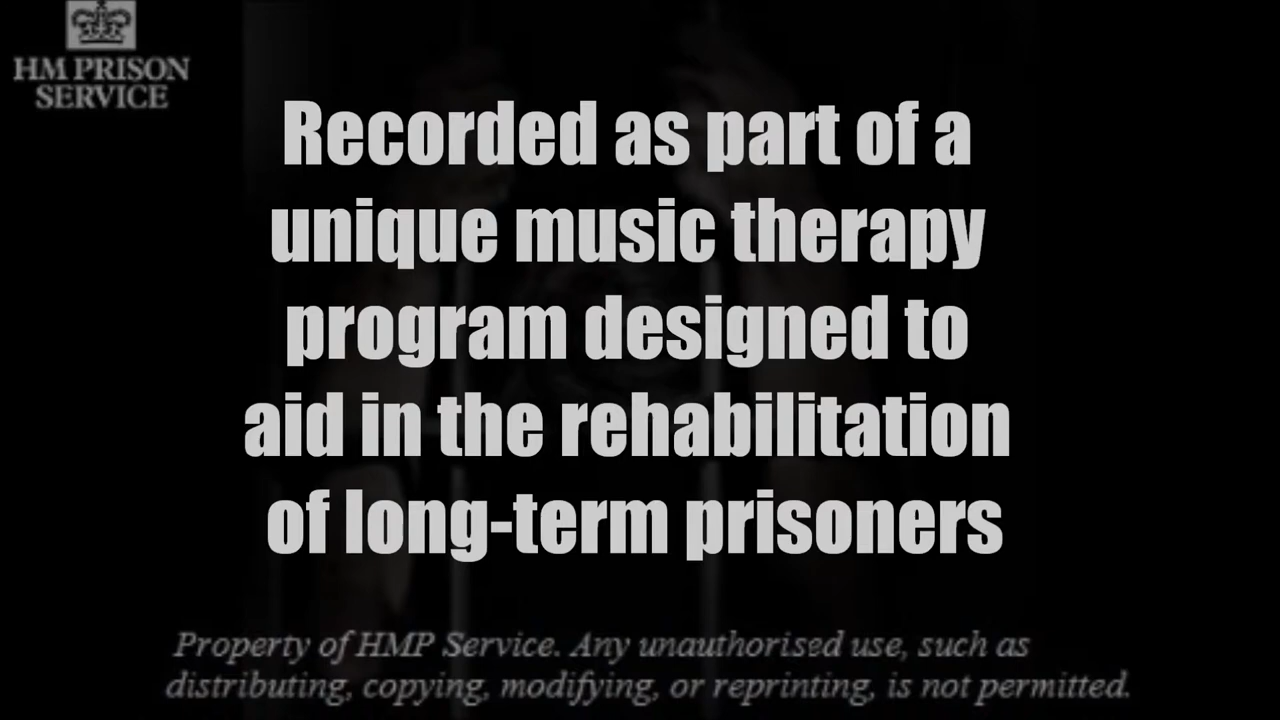 HM PRISON
SERVICE
Recorded as part of a
unique music therapy
program designed to
aid in the rehabilitation
of long-term prisoners
Property of HMP Service. Any unauthorised use, such as
distributing, copying, modifying, or reprinting, is not permitted.